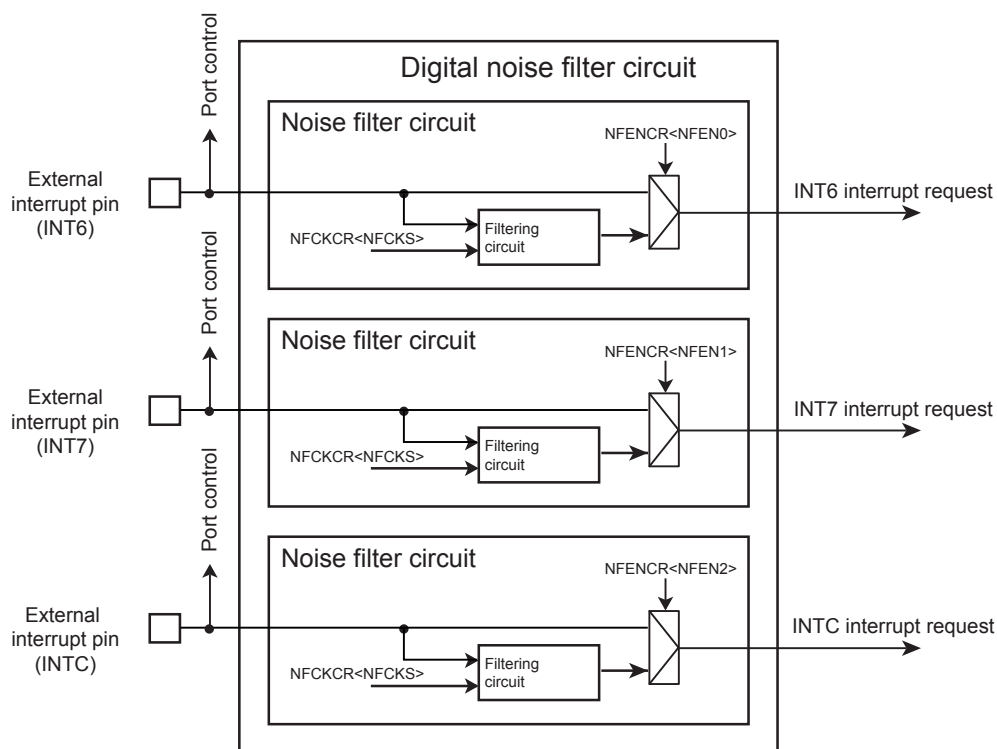 Digital noise filter circuit
Port control
Noise filter circuit
NFENCR<NFEN0>
External
interrupt pin
(INT6)
INT6 interrupt request
Filtering
circuit
NFCKCR<NFCKS>
Port control
Noise filter circuit
NFENCR<NFEN1>
External
interrupt pin
(INT7)
INT7 interrupt request
Filtering
circuit
NFCKCR<NFCKS>
Port control
Noise filter circuit
NFENCR<NFEN2>
External
interrupt pin
(INTC)
INTC interrupt request
Filtering
circuit
NFCKCR<NFCKS>